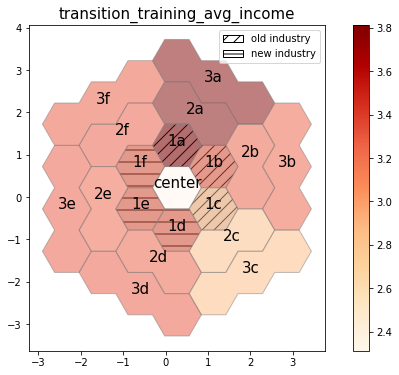 transition_training_avg_income
old industry
new industry
3a
3f
2a
2f
1a
2b
3b
1f
1b
center
2e
3e
1e
1c
1d
2c
2d
3c
3d
4
3
2
1
0
−1
−2
−3
−3
−2
−1
0
1
2
3
3.8
3.6
3.4
3.2
3.0
2.8
2.6
2.4